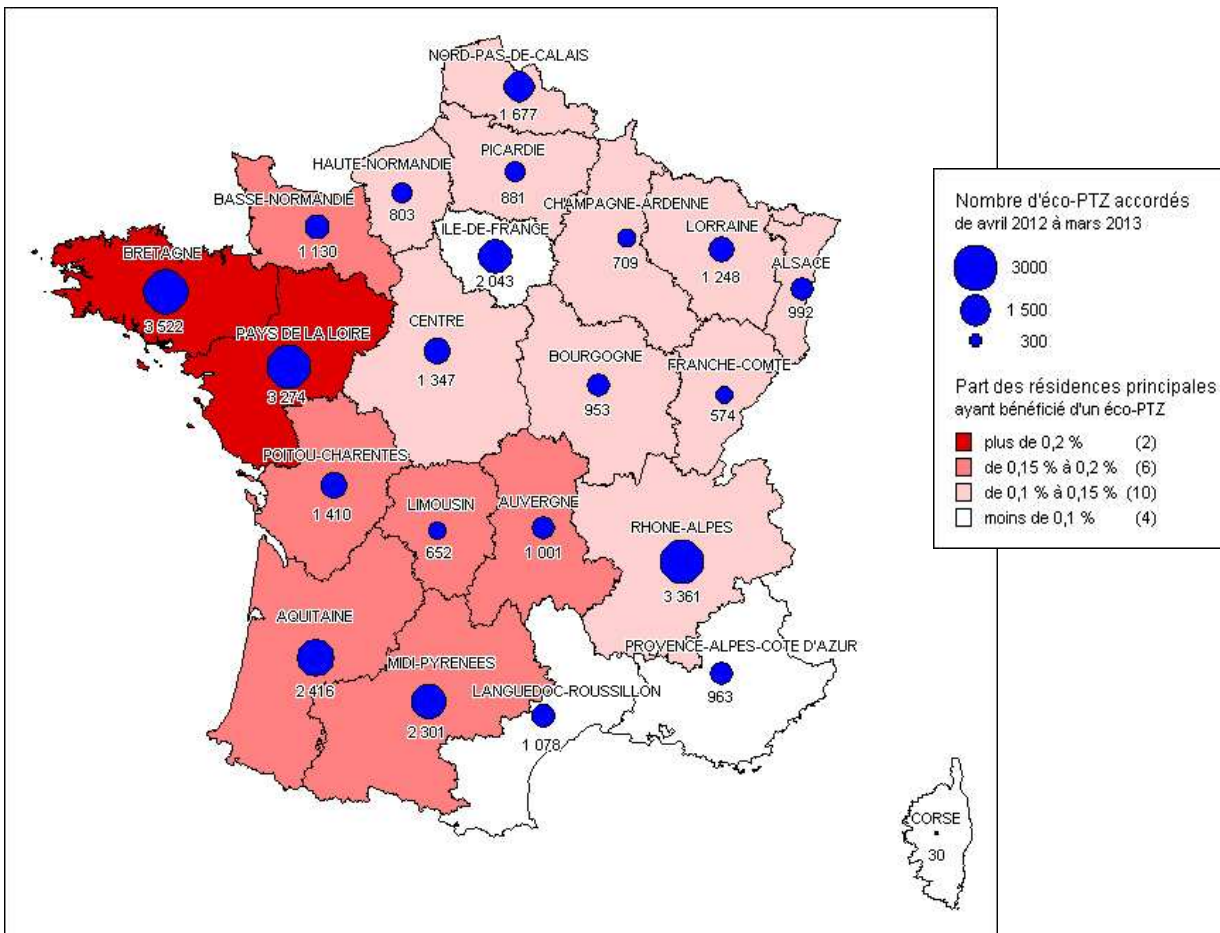 NORD-PAS-DE-CALAIS
1 677
HAUTE-NORMANDIE
803
PICARDIE
881
BASSE-NORMANDIE
1 130
CHAMPAGNE-ARDENNE
709
LORRAINE
1 248
ILE-DE-FRANCE
2 043
ALSACE
992
BRETAGNE
3 522
PAYS DE LA LOIRE
3 274
CENTRE
1 347
BOURGOGNE
953
FRANCHE-COMTE
574
POITOU-CHARENTES
1 410
LIMOUSIN
652
AUVERGNE
1 001
RHONE-ALPES
3 361
AQUITAINE
2 416
MIDI-PYRENEES
2 301
LANGUEDOC-ROUSSILLON
1 078
PROVENCE-ALPES-COTE D'AZUR
963
CORSE
30
Nombre d'éco-PTZ accordés
de avril 2012 à mars 2013
3000
1 500
300
Part des résidences principales
ayant bénéficié d'un éco-PTZ
plus de 0,2 % (2)
de 0,15 % à 0,2 % (6)
de 0,1 % à 0,15 % (10)
moins de 0,1 % (4)